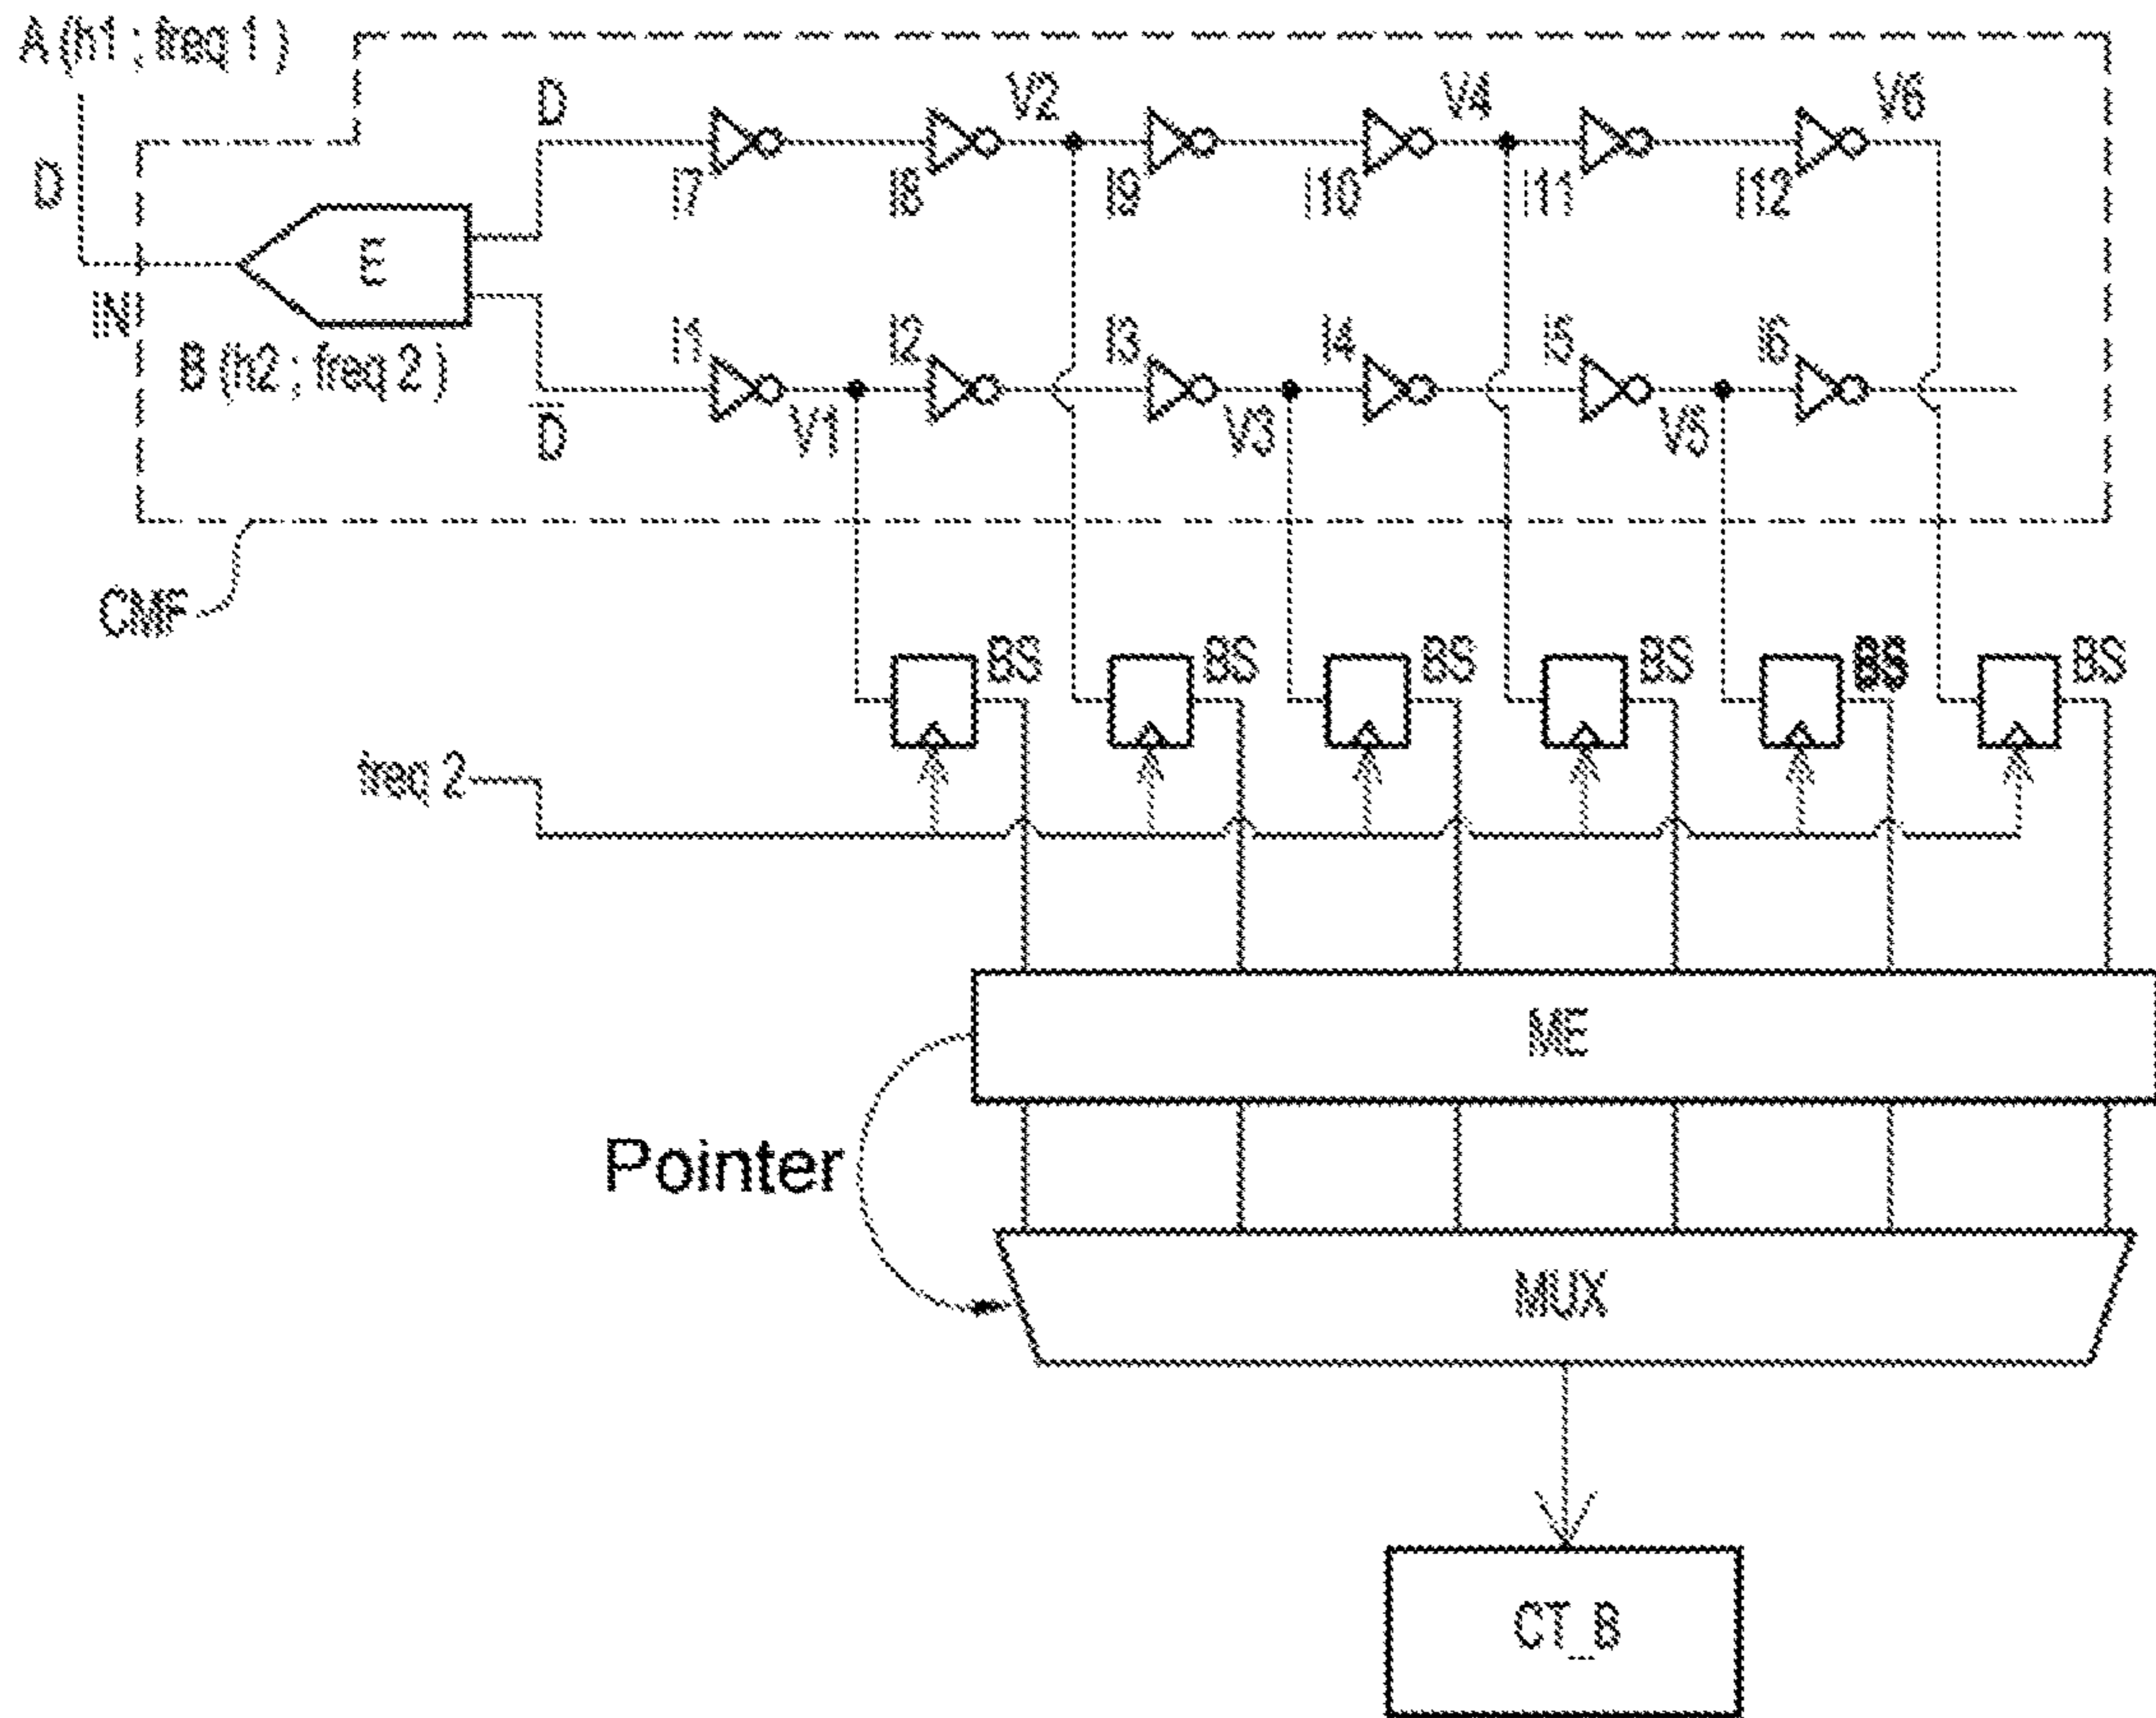 A (h1 ; freq 1 )
D V2 V4 V6
D
I7 I8 I9 I10 I11 I12
E
IN
B (h2 ; freq 2 )
I1 I2 I3 I4 I5 I6
D̅ V1 V3 V5
CMF
BS BS BS BS BS BS
freq 2
ME
Pointer
MUX
CT_B